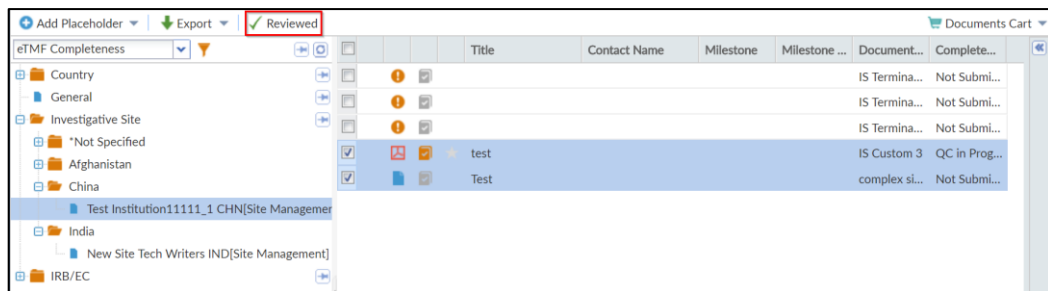 Add Placeholder Export Reviewed Documents Cart
eTMF Completeness Title Contact Name Milestone Milestone ... Document... Complete...
Country IS Termina... Not Submi...
General IS Termina... Not Submi...
Investigative Site IS Termina... Not Submi...
*Not Specified test IS Custom 3 QC in Prog...
Afghanistan Test complex si... Not Submi...
China
Test Institution11111_1 CHN[Site Managemer
India
New Site Tech Writers IND[Site Management]
IRB/EC